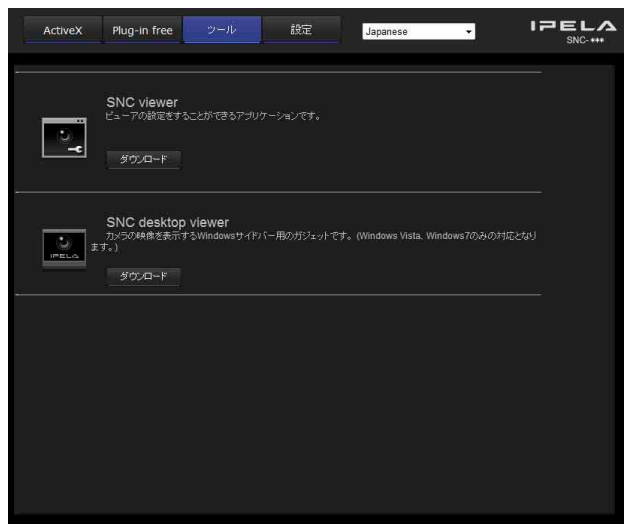 ActiveX
Plug-in free
ツール
設定
Japanese
IPELA
SNC-***
SNC viewer
ビューアの設定をすることができるアプリケーションです。
ダウンロード
SNC desktop viewer
カメラの映像を表示するWindowsサイドバー用のガジェットです。(Windows Vista. Windows7のみの対応となり
ます。)
IPELA
ダウンロード